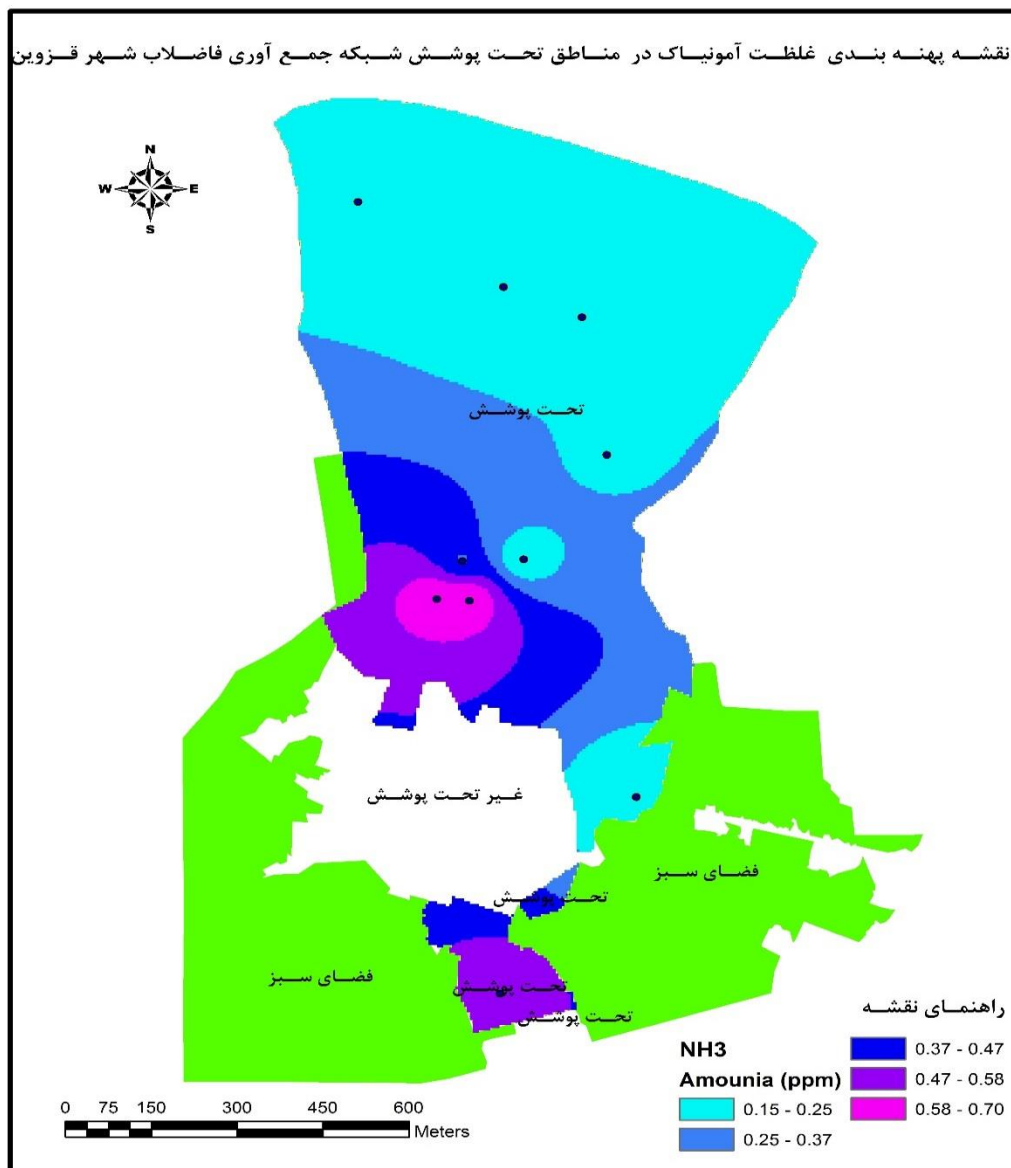 نقشه پهنه بندی غلظت آمونیاک در مناطق تحت پوشش شبکه جمع آوری فاضلاب شهر قزوین
N
W E
S
تحت پوشش
غیر تحت پوشش
فضای سبز
تحت پوشش
فضای سبز
تحت پوشش
تحت پوشش
راهنمای نقشه
NH3
Amounia (ppm)
0.15 - 0.25
0.25 - 0.37
0.37 - 0.47
0.47 - 0.58
0.58 - 0.70
0 75 150 300 450 600
Meters